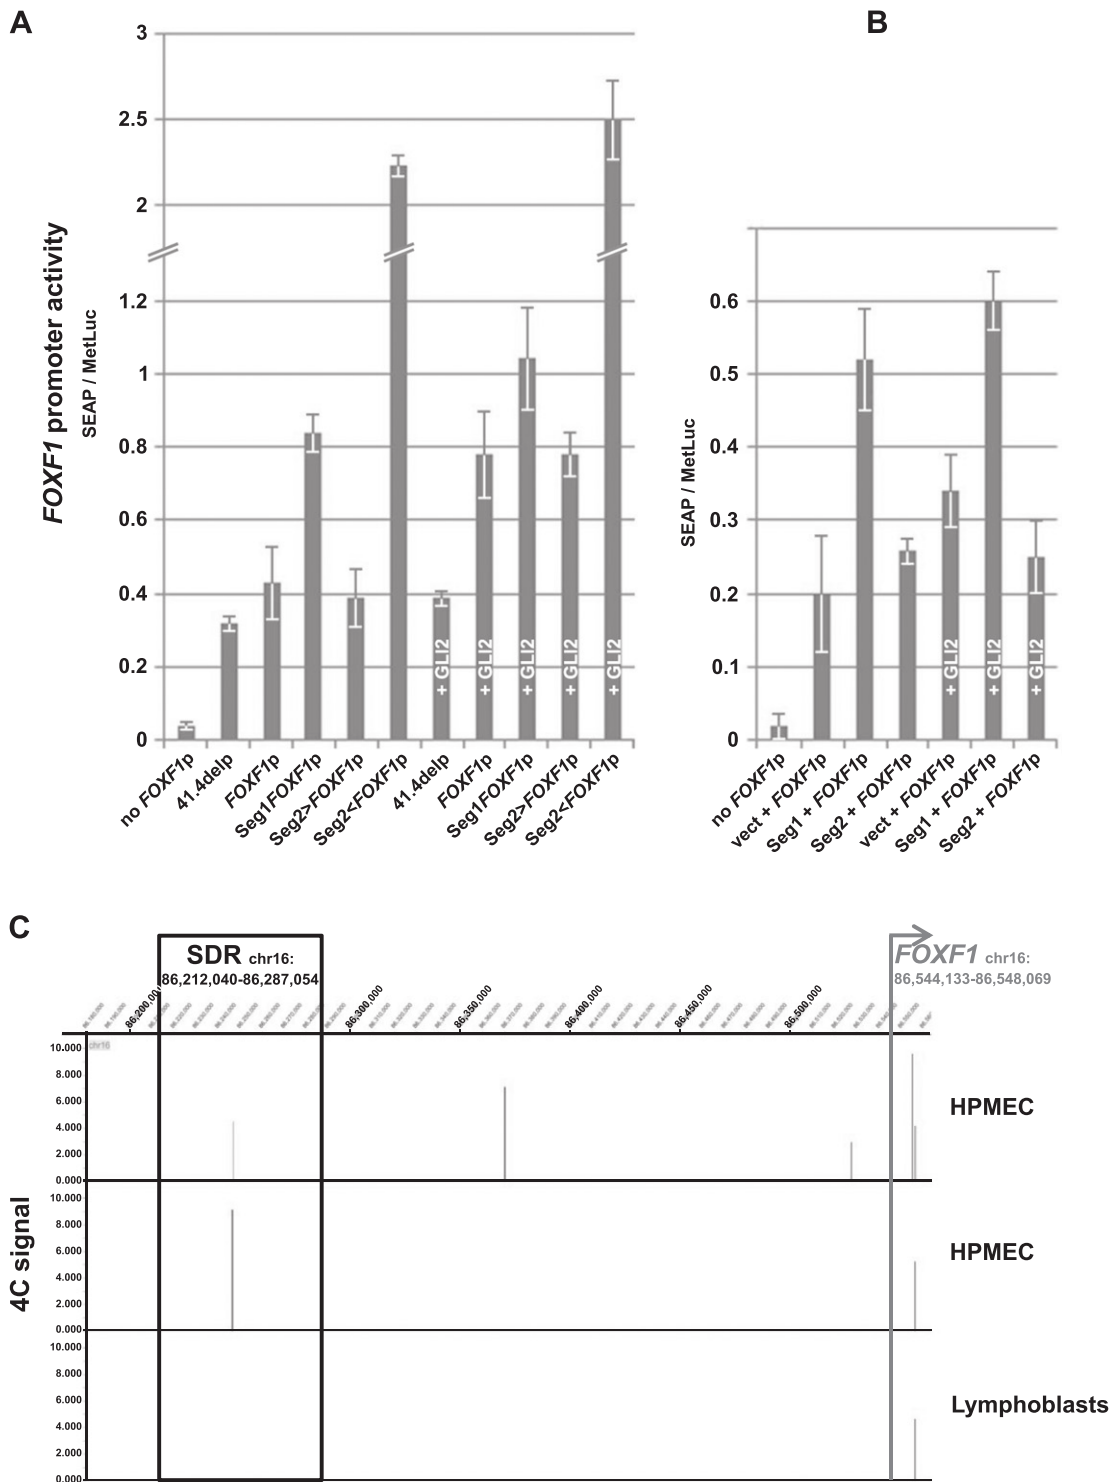 A
B
3
2.5
2
1.2
1
0.8
0.6
0.4
0.2
0
FOXF1 promoter activity
SEAP / MetLuc
+ GLI2
+ GLI2
+ GLI2
+ GLI2
+ GLI2
no FOXF1p
41.4delp
FOXF1p
Seg1FOXF1p
Seg2>FOXF1p
Seg2<FOXF1p
41.4delp
FOXF1p
Seg1FOXF1p
Seg2>FOXF1p
Seg2<FOXF1p
0.6
0.5
0.4
0.3
0.2
0.1
0
SEAP / MetLuc
+ GLI2
+ GLI2
+ GLI2
no FOXF1p
vect + FOXF1p
Seg1 + FOXF1p
Seg2 + FOXF1p
vect + FOXF1p
Seg1 + FOXF1p
Seg2 + FOXF1p
C
SDR chr16:
86,212,040-86,287,054
FOXF1 chr16:
86,544,133-86,548,069
86,300,000
86,350,000
86,400,000
86,450,000
86,500,000
chr16
4C signal
10.000
8.000
6.000
4.000
2.000
0.000
HPMEC
10.000
8.000
6.000
4.000
2.000
0.000
HPMEC
10.000
8.000
6.000
4.000
2.000
0.000
Lymphoblasts